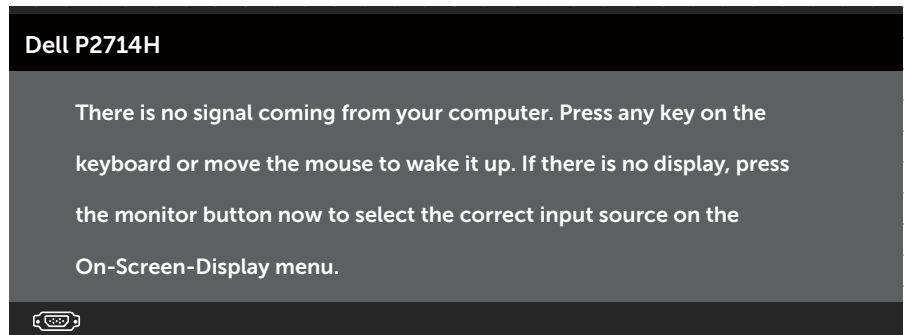 Dell P2714H
There is no signal coming from your computer. Press any key on the
keyboard or move the mouse to wake it up. If there is no display, press
the monitor button now to select the correct input source on the
On-Screen-Display menu.